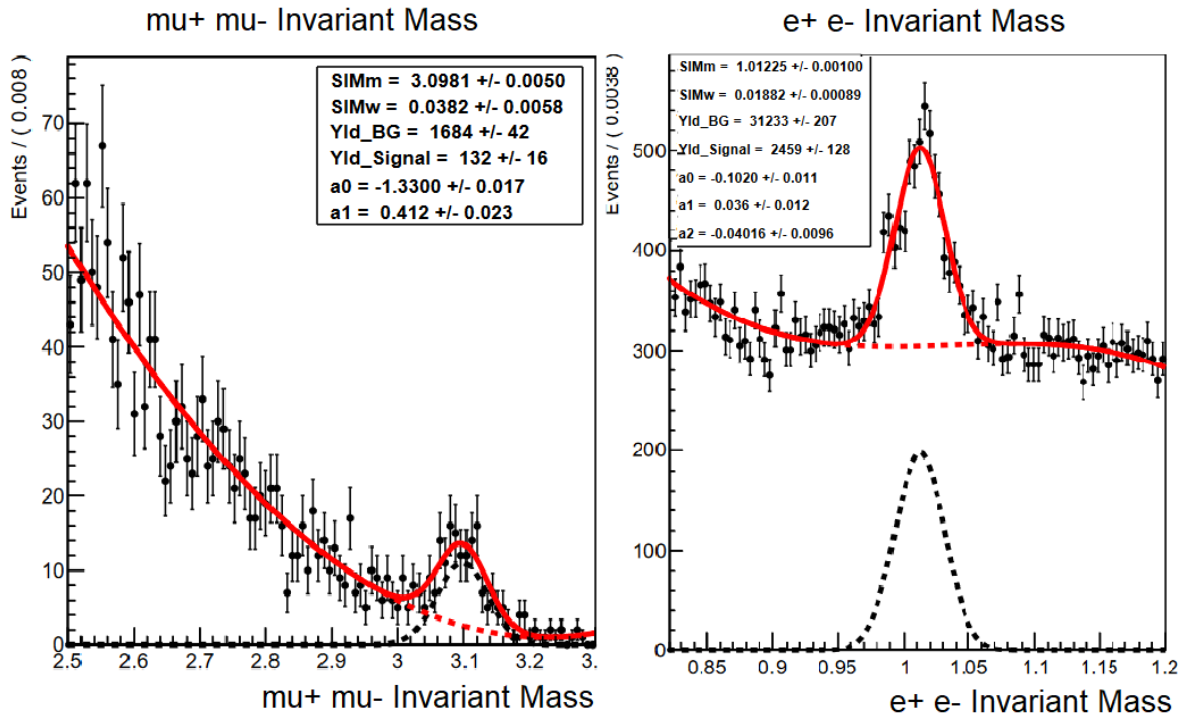 mu+ mu- Invariant Mass
Events / ( 0.008 )
70
60
50
40
30
20
10
0
SIMm = 3.0981 +/- 0.0050
SIMw = 0.0382 +/- 0.0058
Yld_BG = 1684 +/- 42
Yld_Signal = 132 +/- 16
a0 = -1.3300 +/- 0.017
a1 = 0.412 +/- 0.023
2.5 2.6 2.7 2.8 2.9 3 3.1 3.2 3.
mu+ mu- Invariant Mass
e+ e- Invariant Mass
Events / ( 0.0038 )
500
400
300
200
100
0
SIMm = 1.01225 +/- 0.00100
SIMw = 0.01882 +/- 0.00089
Yld_BG = 31233 +/- 207
Yld_Signal = 2459 +/- 128
a0 = -0.1020 +/- 0.011
a1 = 0.036 +/- 0.012
a2 = -0.04016 +/- 0.0096
0.85 0.9 0.95 1 1.05 1.1 1.15 1.2
e+ e- Invariant Mass